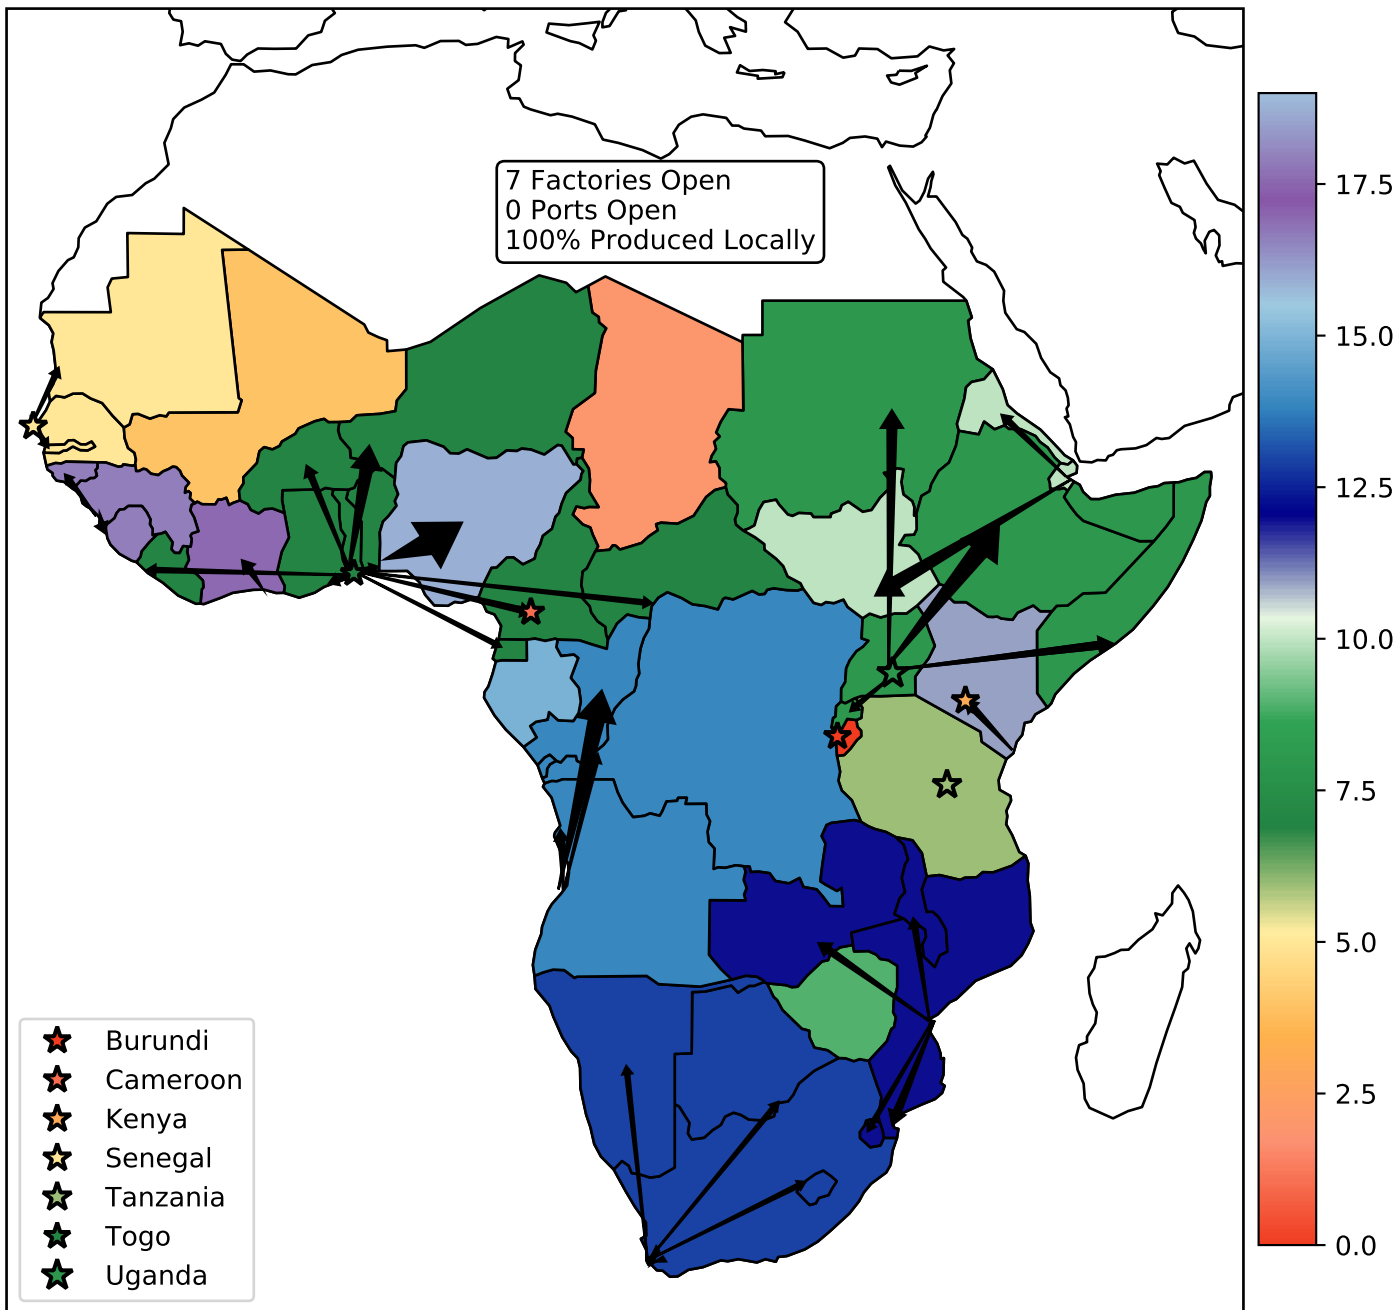 7 Factories Open
0 Ports Open
100% Produced Locally
17.5
15.0
12.5
10.0
7.5
5.0
2.5
0.0
Burundi
Cameroon
Kenya
Senegal
Tanzania
Togo
Uganda